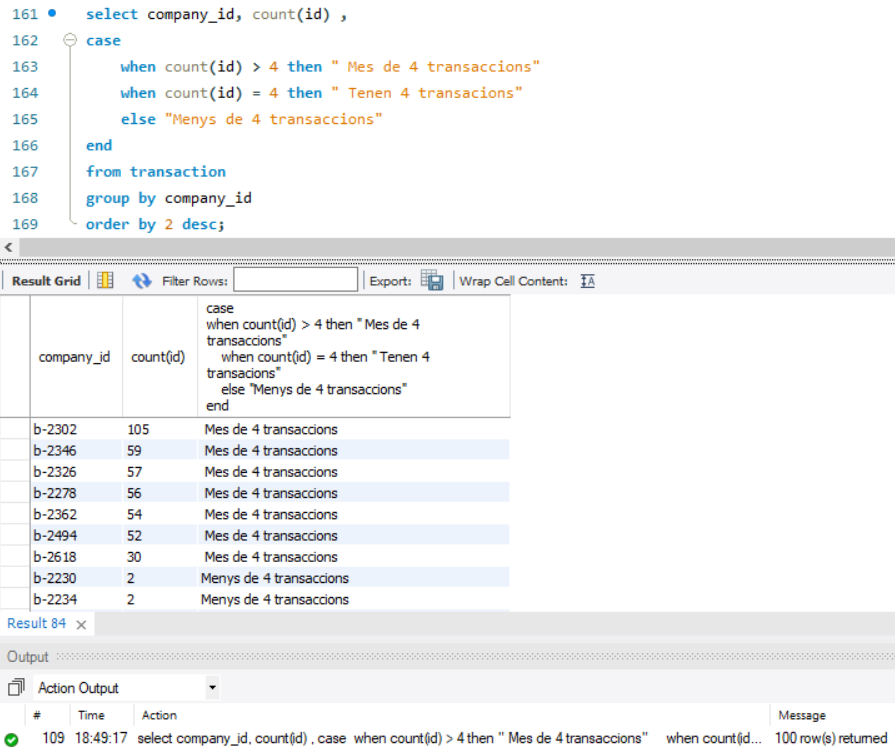 161 select company_id, count(id) ,
162 case
163 when count(id) > 4 then " Mes de 4 transaccions"
164 when count(id) = 4 then " Tenen 4 transacions"
165 else "Menys de 4 transaccions"
166 end
167 from transaction
168 group by company_id
169 order by 2 desc;
Result Grid Filter Rows: Export: Wrap Cell Content: IA
case
when count(id) > 4 then " Mes de 4
transaccions"
company_id count(id) when count(id) = 4 then " Tenen 4
transacions"
else "Menys de 4 transaccions"
end
b-2302 105 Mes de 4 transaccions
b-2346 59 Mes de 4 transaccions
b-2326 57 Mes de 4 transaccions
b-2278 56 Mes de 4 transaccions
b-2362 54 Mes de 4 transaccions
b-2494 52 Mes de 4 transaccions
b-2618 30 Mes de 4 transaccions
b-2230 2 Menys de 4 transaccions
b-2234 2 Menys de 4 transaccions
Result 84 ×
Output
Action Output
# Time Action Message
109 18:49:17 select company_id, count(id) , case when count(id) > 4 then " Mes de 4 transaccions" when count(id... 100 row(s) returned